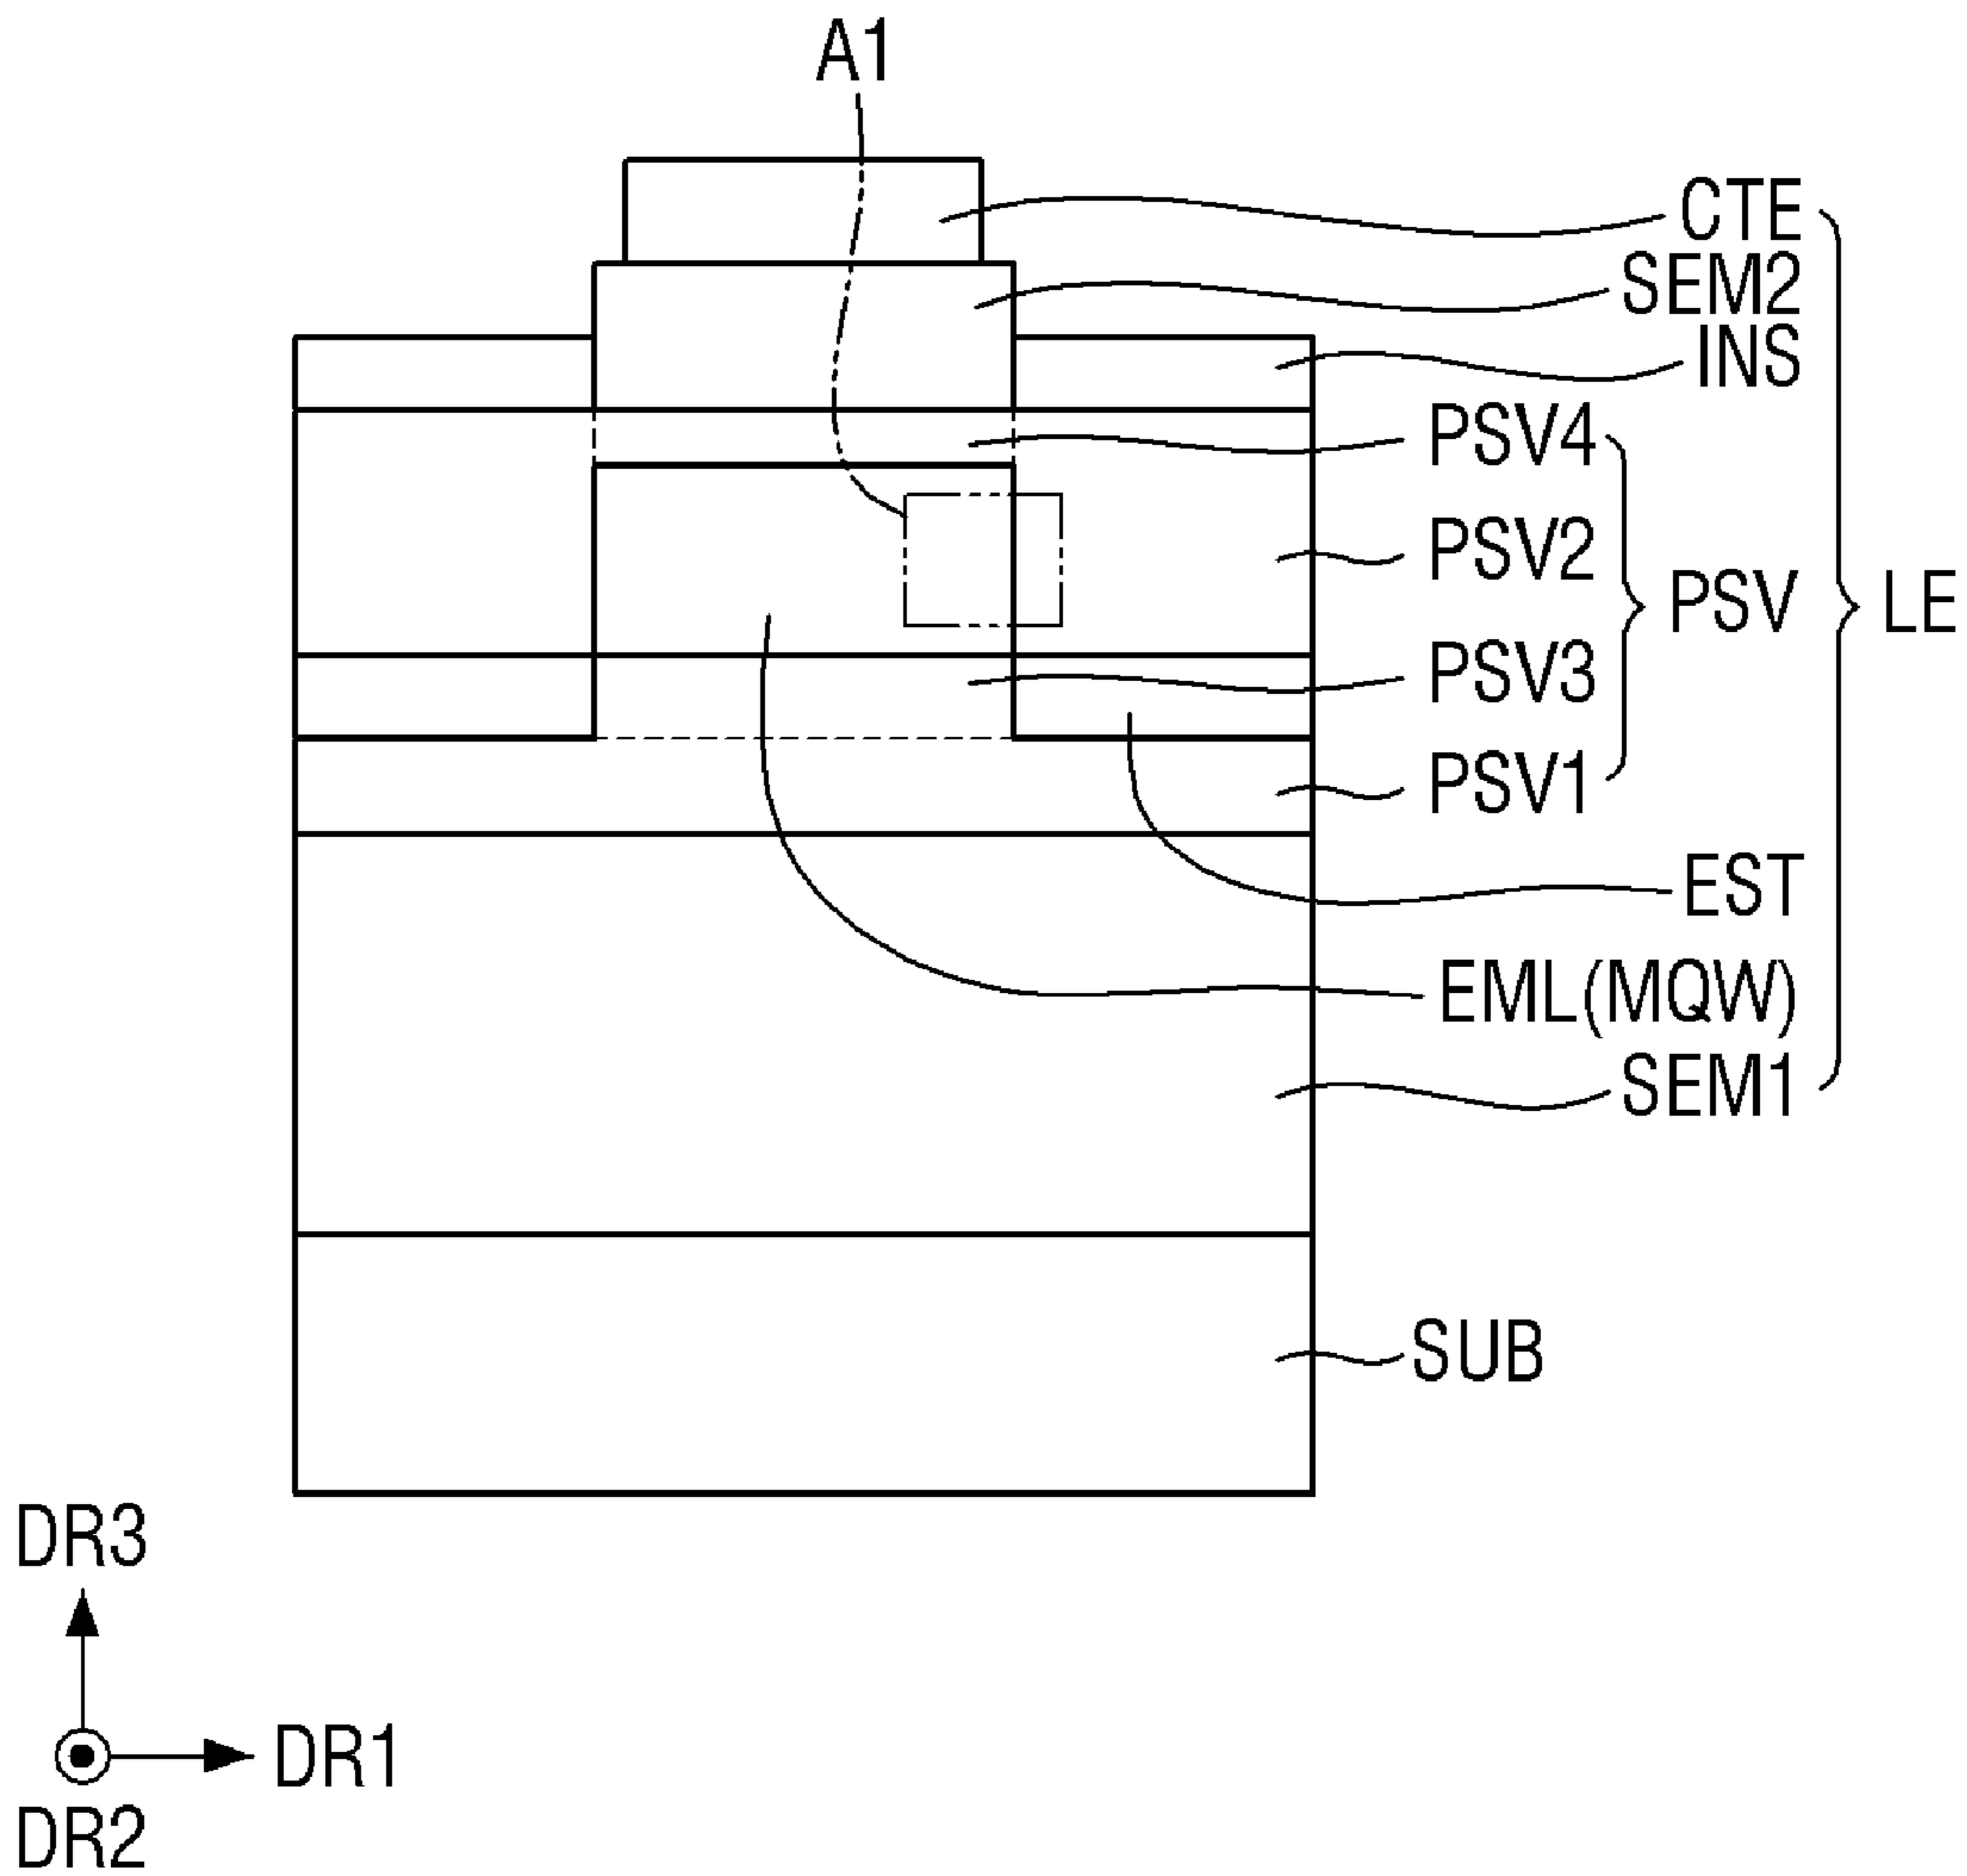 A1
CTE
SEM2
INS
PSV4
PSV2
PSV LE
PSV3
PSV1
EST
EML(MQW)
SEM1
SUB
DR3
DR1
DR2